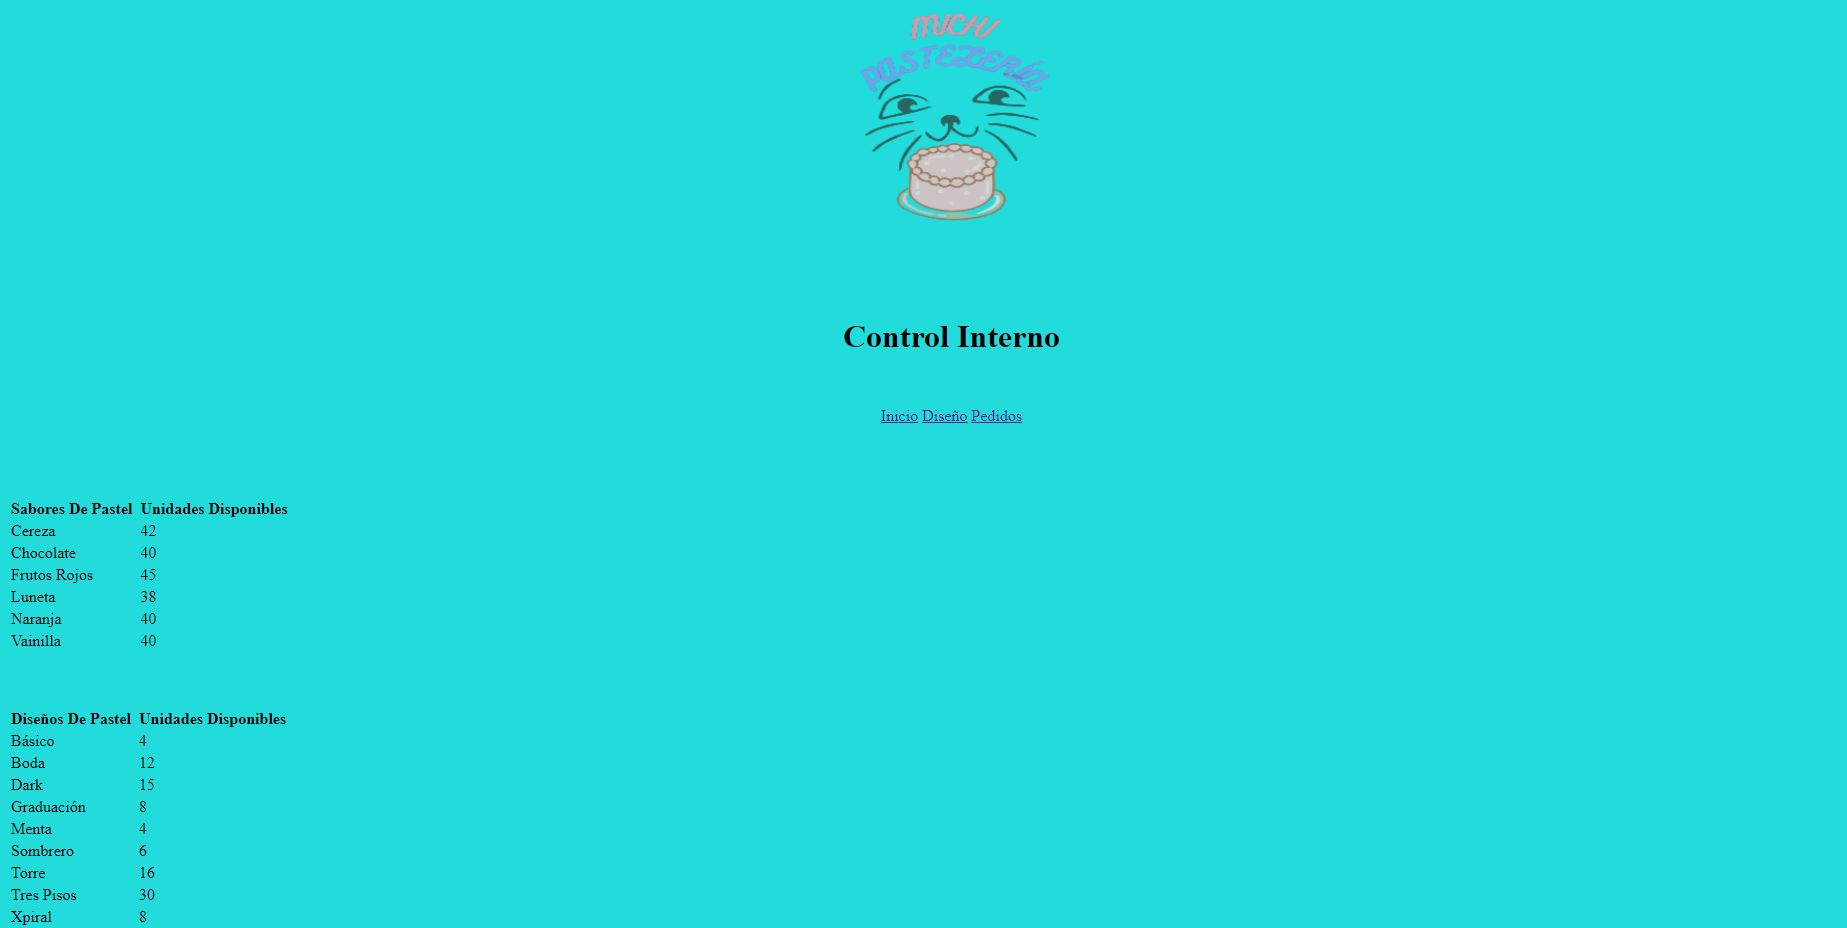 MICHU
PASTELERÍA
Control Interno
Inicio Diseño Pedidos
Sabores De Pastel Unidades Disponibles
Cereza 42
Chocolate 40
Frutos Rojos 45
Luneta 38
Naranja 40
Vainilla 40
Diseños De Pastel Unidades Disponibles
Básico 4
Boda 12
Dark 15
Graduación 8
Menta 4
Sombrero 6
Torre 16
Tres Pisos 30
Xpiral 8